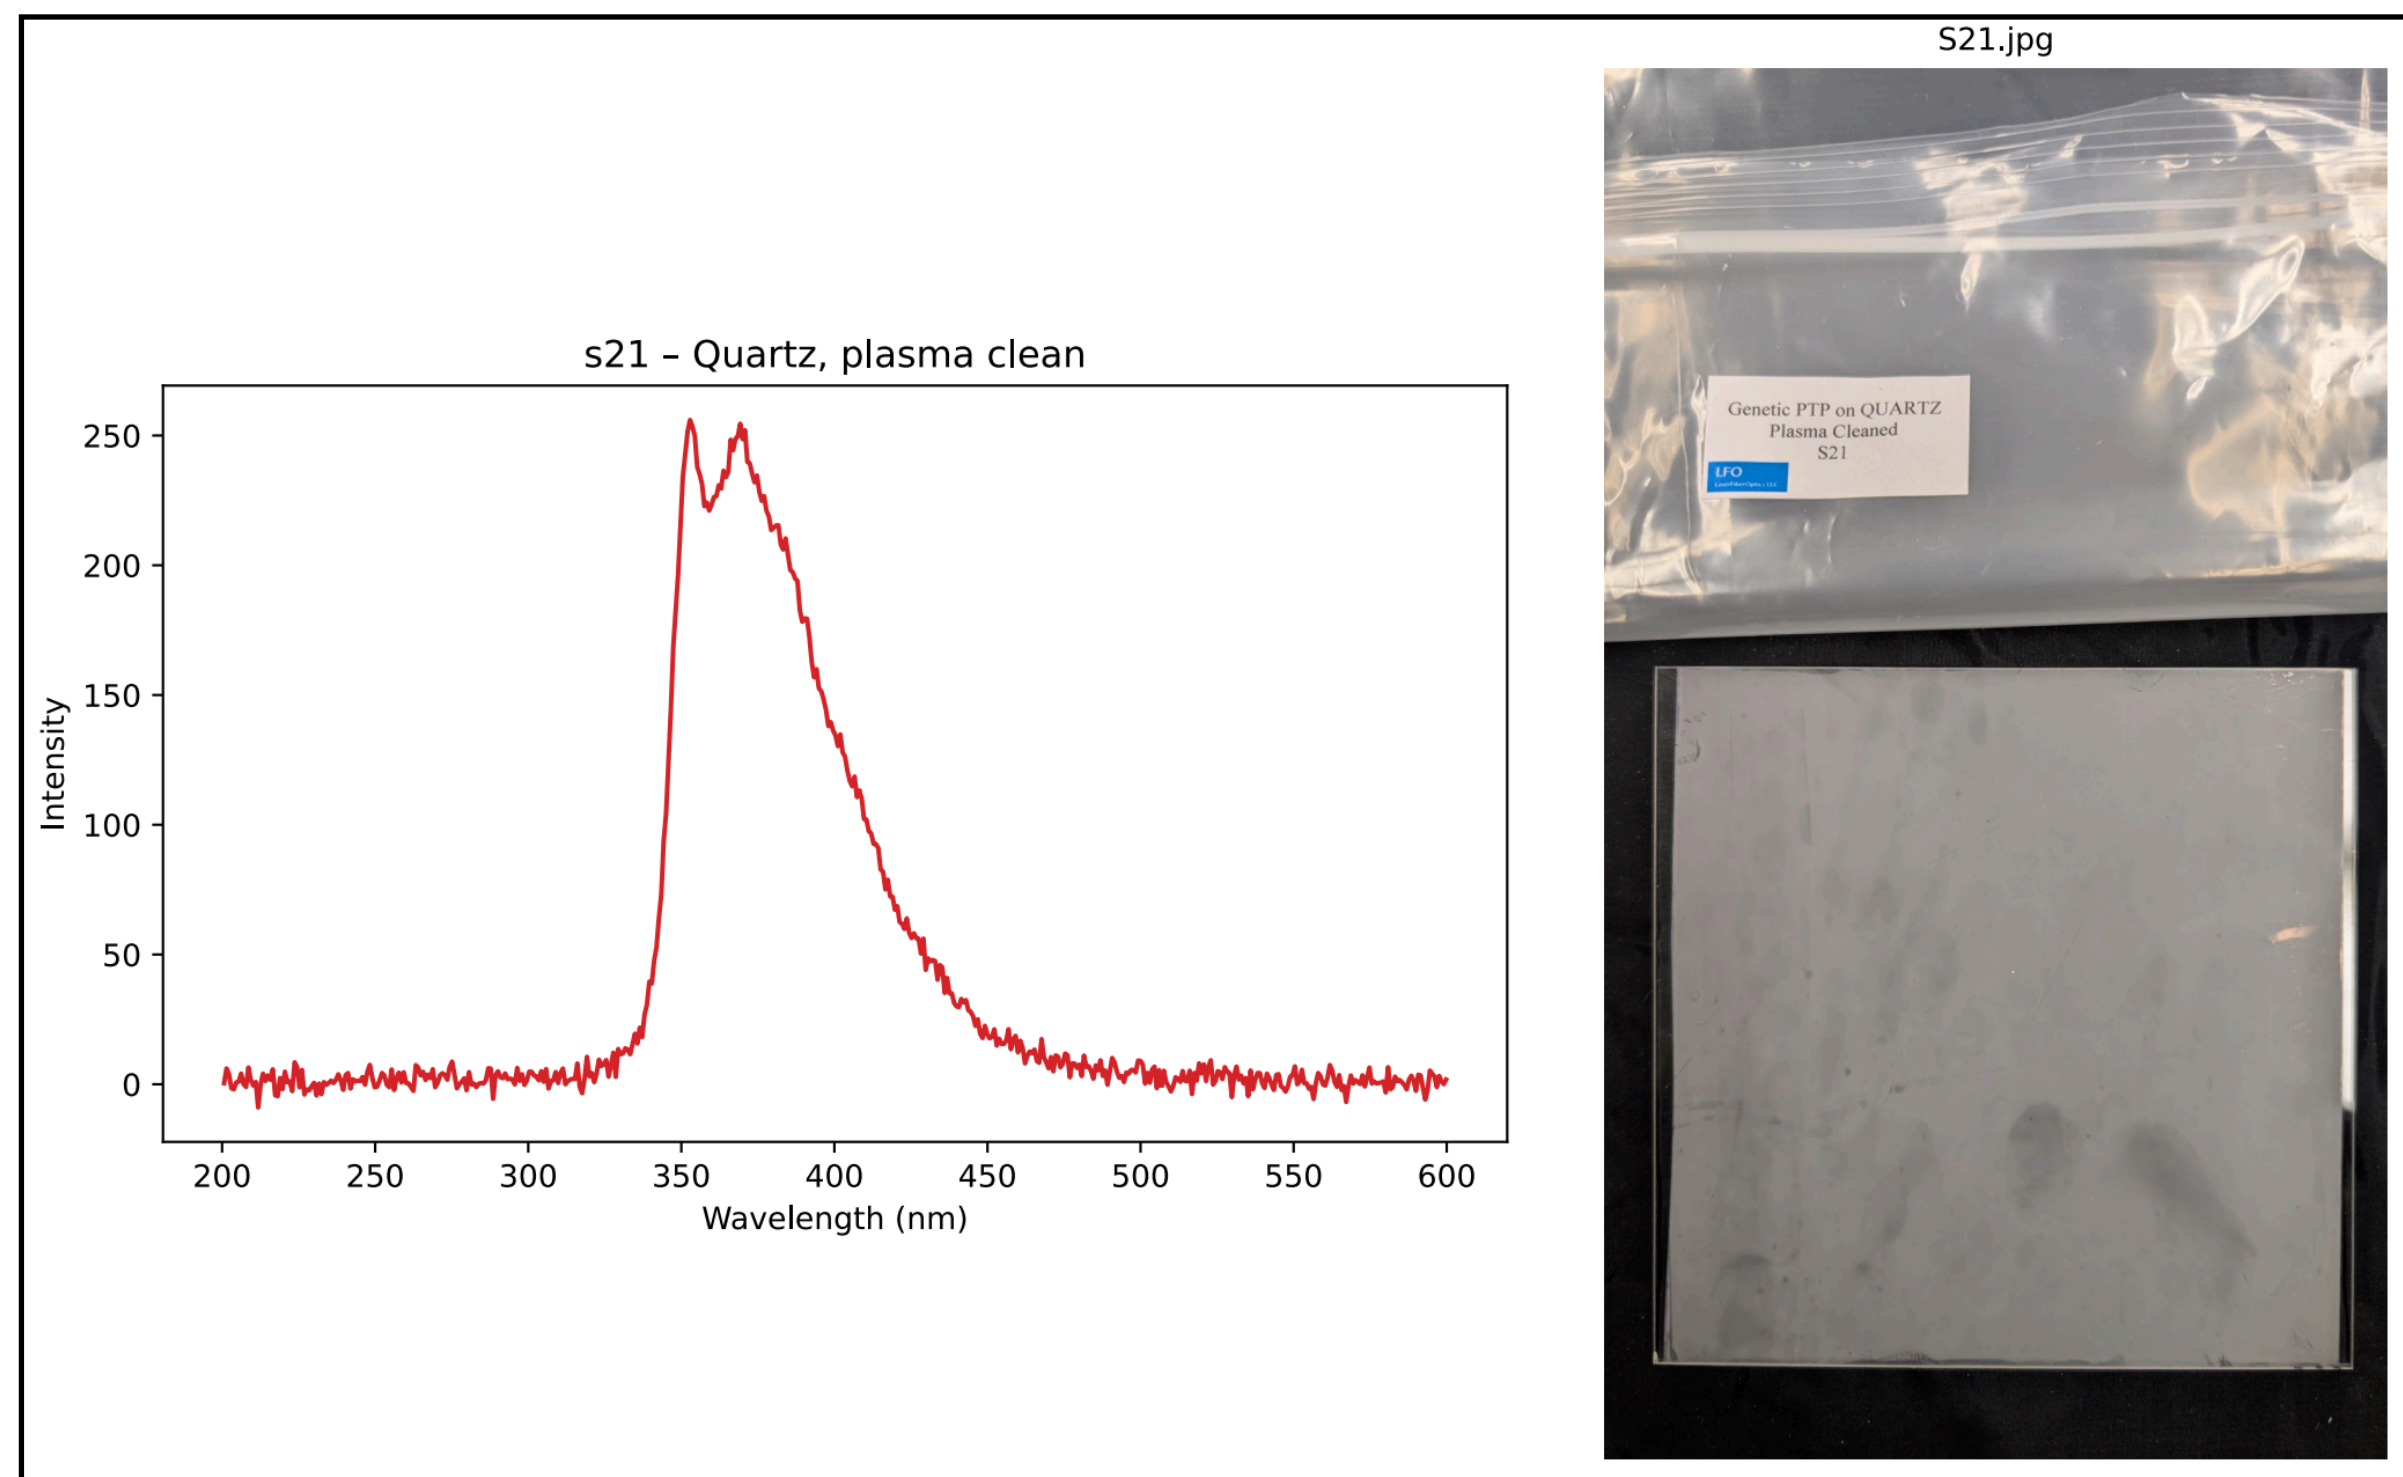 S21.jpg
s21 – Quartz, plasma clean
Intensity
250
200
150
100
50
0
200 250 300 350 400 450 500 550 600
Wavelength (nm)
Genetic PTP on QUARTZ
Plasma Cleaned
S21
LFO